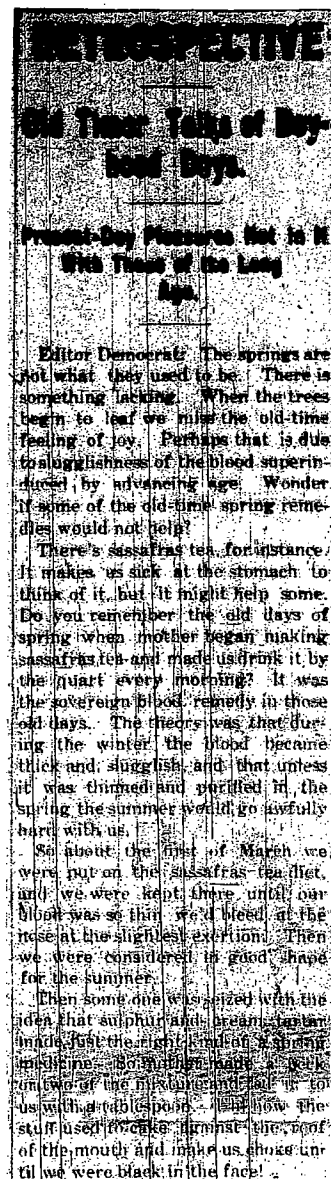 RETROSPECTIVE
Old Timer Talks of Boy-
hood Days.
Present-Day Pleasures Not in It
With Those of the Long
Ago.
Editor Democrat: The springs are
not what they used to be. There is
something lacking. When the trees
begin to leaf we miss the old-time
feeling of joy. Perhaps that is due
to sluggishness of the blood superin-
duced by advancing age. Wonder
if some of the old-time spring reme-
dies would not help?
There's sassafras tea, for instance.
It makes us sick at the stomach to
think of it, but it might help some.
Do you remember the old days of
spring when mother began making
sassafras tea and made us drink it by
the quart every morning? It was
the sovereign blood remedy in those
old days. The theory was that dur-
ing the winter the blood became
thick and sluggish, and that unless
it was thinned and purified in the
spring the summer would go awfully
hard with us.
So about the first of March we
were put on the sassafras tea diet,
and we were kept there until our
blood was so thin we'd bleed at the
nose at the slightest exertion. Then
we were considered in good shape
for the summer.
Then some one was seized with the
idea that sulphur and cream tartar
made just the right kind of a spring
medicine. So mother made a peck
or two of the mixture and fed it to
us with a tablespoon. how the
stuff used to cake against the roof
of the mouth and make us choke un-
til we were black in the face!